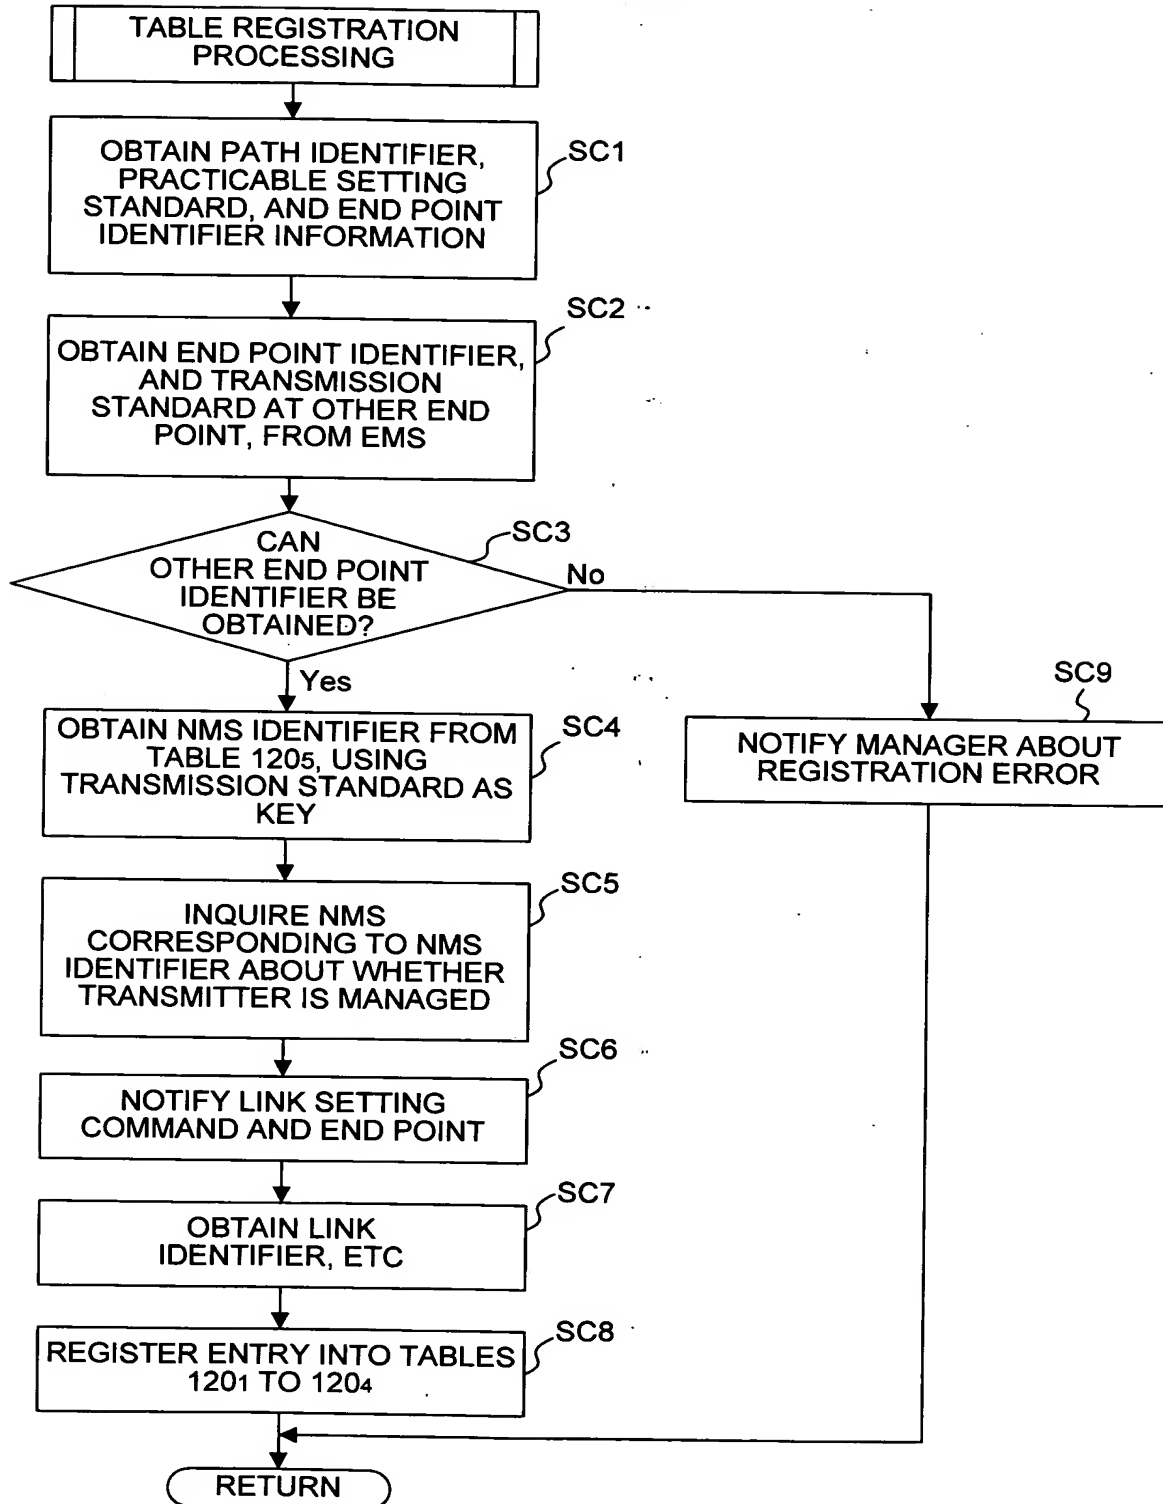 TABLE REGISTRATION
PROCESSING
OBTAIN PATH IDENTIFIER,
PRACTICABLE SETTING
STANDARD, AND END POINT
IDENTIFIER INFORMATION
SC1
OBTAIN END POINT IDENTIFIER,
AND TRANSMISSION
STANDARD AT OTHER END
POINT, FROM EMS
SC2
CAN
OTHER END POINT
IDENTIFIER BE
OBTAINED?
SC3
No
Yes
OBTAIN NMS IDENTIFIER FROM
TABLE 1205, USING
TRANSMISSION STANDARD AS
KEY
SC4
NOTIFY MANAGER ABOUT
REGISTRATION ERROR
SC9
INQUIRE NMS
CORRESPONDING TO NMS
IDENTIFIER ABOUT WHETHER
TRANSMITTER IS MANAGED
SC5
NOTIFY LINK SETTING
COMMAND AND END POINT
SC6
OBTAIN LINK
IDENTIFIER, ETC
SC7
REGISTER ENTRY INTO TABLES
1201 TO 1204
SC8
RETURN